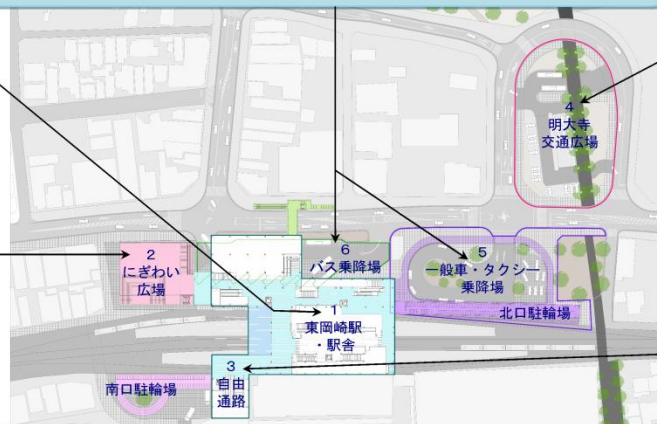 4
明大寺
交通広場
2
にぎわい
広場
6
バス乗降場
5
一般車・タクシー
乗降場
北口駐輪場
1
東岡崎駅
・駅舎
3
自由
通路
南口駐輪場